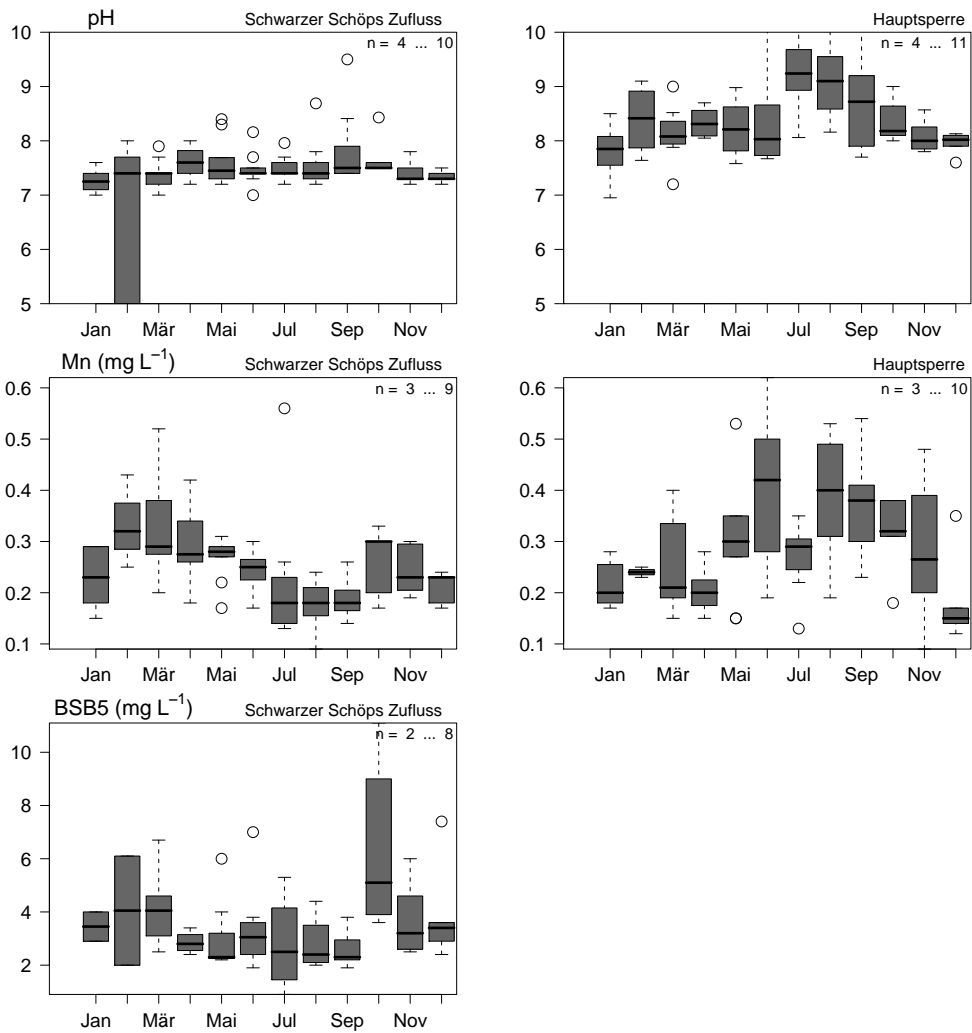 pH Schwarzer Schöps Zufluss Hauptsperre
n = 4 ... 10 n = 4 ... 11
10 10
9 9
8 8
7 7
6 6
5 5
Jan Mär Mai Jul Sep Nov Jan Mär Mai Jul Sep Nov
Mn (mg L⁻¹) Schwarzer Schöps Zufluss Hauptsperre
n = 3 ... 9 n = 3 ... 10
0.6 0.6
0.5 0.5
0.4 0.4
0.3 0.3
0.2 0.2
0.1 0.1
Jan Mär Mai Jul Sep Nov Jan Mär Mai Jul Sep Nov
BSB5 (mg L⁻¹) Schwarzer Schöps Zufluss
n = 2 ... 8
10
8
6
4
2
Jan Mär Mai Jul Sep Nov